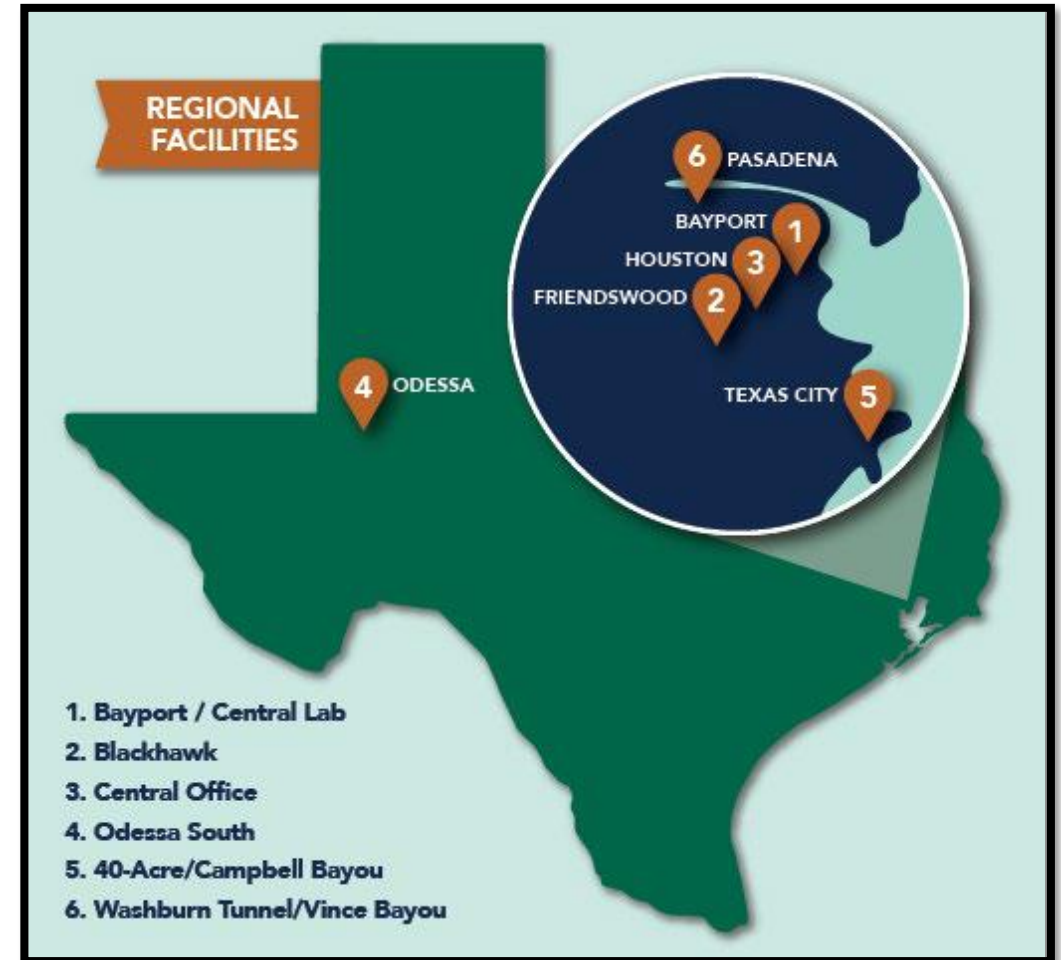 REGIONAL
FACILITIES
6 PASADENA
BAYPORT 1
HOUSTON 3
FRIENDSWOOD 2
4 ODESSA
TEXAS CITY 5
1. Bayport / Central Lab
2. Blackhawk
3. Central Office
4. Odessa South
5. 40-Acre/Campbell Bayou
6. Washburn Tunnel/Vince Bayou